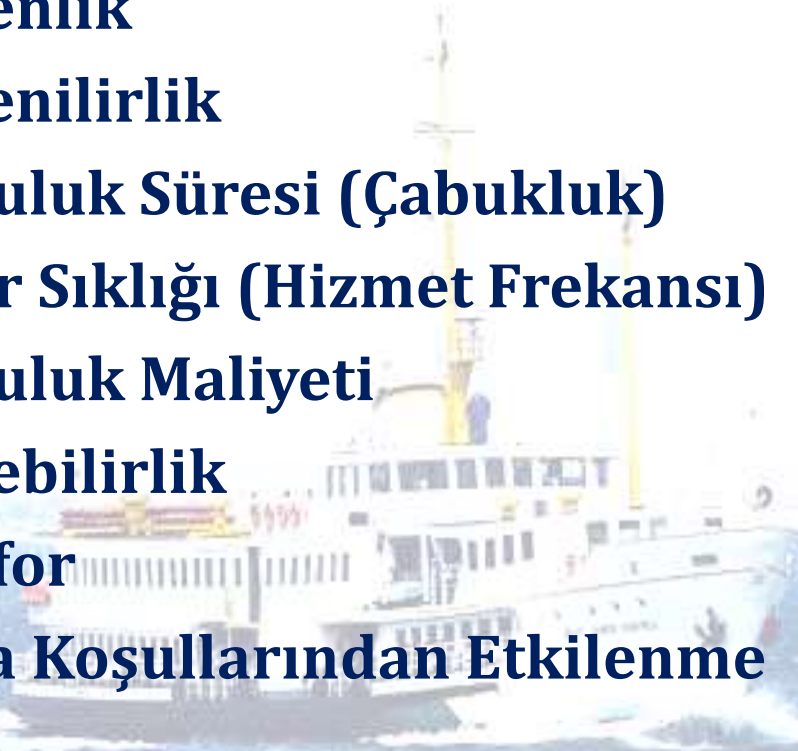 enlik
enilirlik
uluk Süresi (Çabukluk)
r Sıklığı (Hizmet Frekansı)
uluk Maliyeti
ebilirlik
for
a Koşullarından Etkilenme